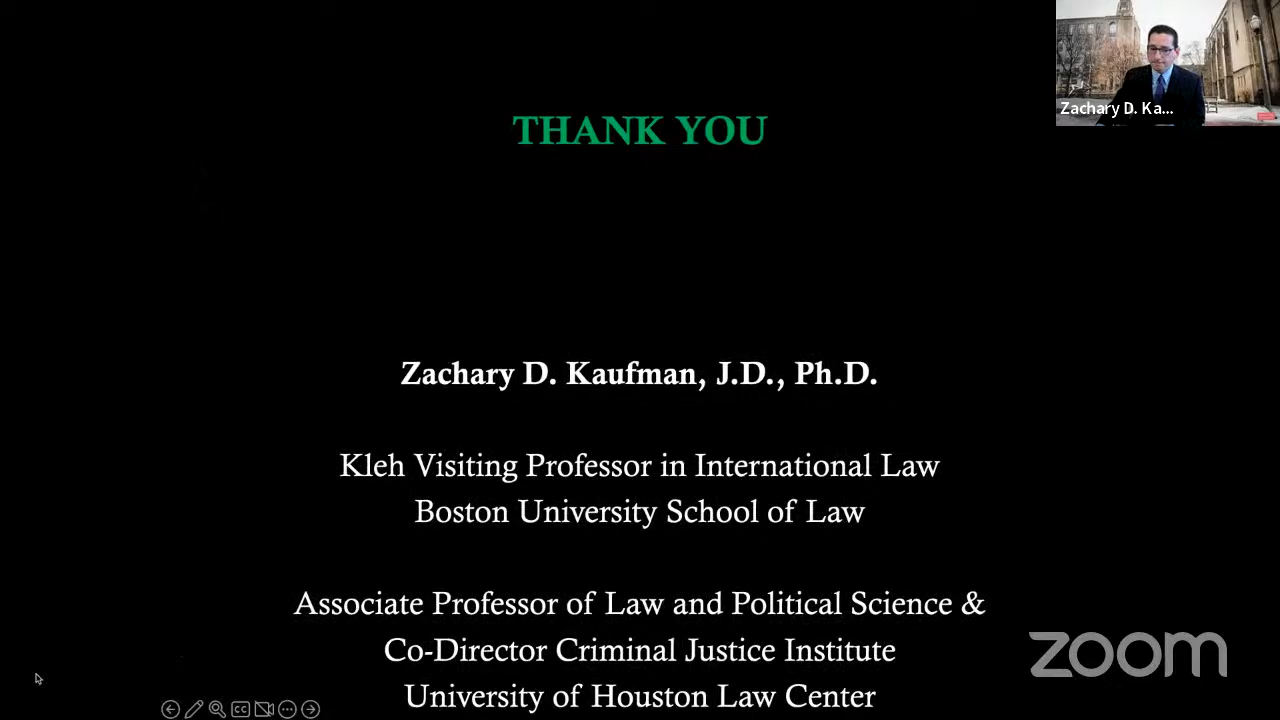 THANK YOU
Zachary D. Ka...
Zachary D. Kaufman, J.D., Ph.D.
Kleh Visiting Professor in International Law
Boston University School of Law
Associate Professor of Law and Political Science &
Co-Director Criminal Justice Institute
University of Houston Law Center
zoom
CC